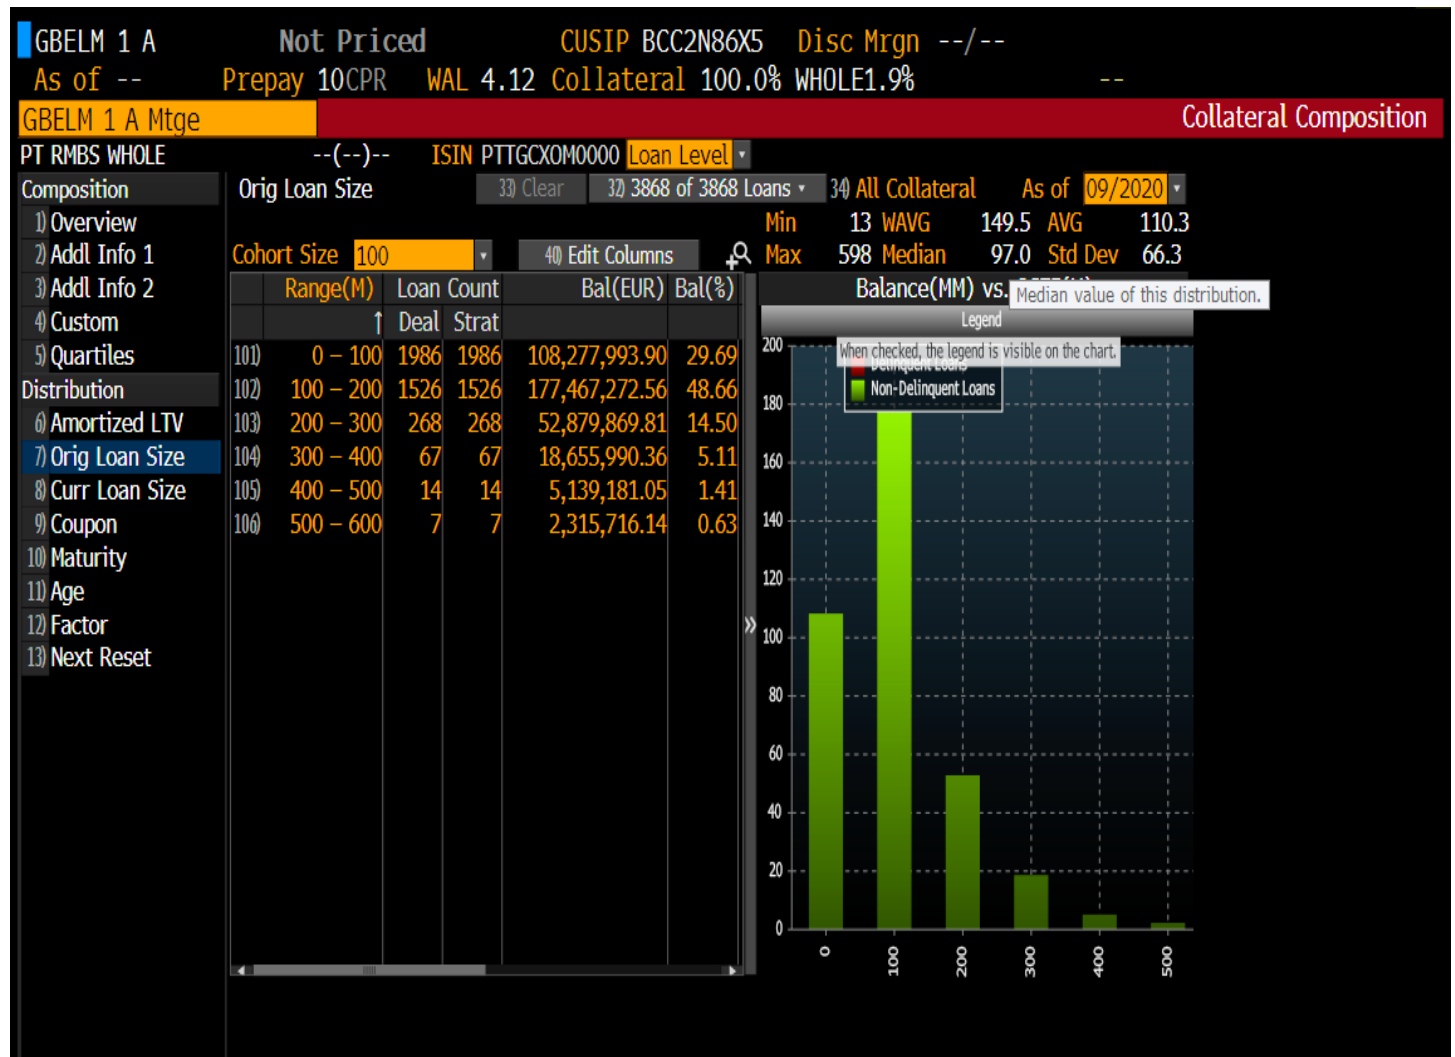 GBELM 1 A Not Priced CUSIP BCC2N86X5 Disc Mrgn --/--
As of -- Prepay 10CPR WAL 4.12 Collateral 100.0% WHOLE1.9% --
GBELM 1 A Mtge Collateral Composition
PT RMBS WHOLE --(--)-- ISIN PTTGCXOM0000 Loan Level
Composition Orig Loan Size 33) Clear 32) 3868 of 3868 Loans 34) All Collateral As of 09/2020
1) Overview Min 13 WAVG 149.5 AVG 110.3
2) Addl Info 1 Cohort Size 100 40) Edit Columns Max 598 Median 97.0 Std Dev 66.3
3) Addl Info 2 Range(M) Loan Count Bal(EUR) Bal(%) Balance(MM) vs. Median value of this distribution.
4) Custom ↑ Deal Strat Legend
5) Quartiles 101) 0 – 100 1986 1986 108,277,993.90 29.69
Distribution 102) 100 – 200 1526 1526 177,467,272.56 48.66
6) Amortized LTV 103) 200 – 300 268 268 52,879,869.81 14.50
7) Orig Loan Size 104) 300 – 400 67 67 18,655,990.36 5.11
8) Curr Loan Size 105) 400 – 500 14 14 5,139,181.05 1.41
9) Coupon 106) 500 – 600 7 7 2,315,716.14 0.63
10) Maturity
11) Age
12) Factor
13) Next Reset
When checked, the legend is visible on the chart.
Delinquent Loans
Non-Delinquent Loans
200
180
160
140
120
»
100
80
60
40
20
0
0 100 200 300 400 500